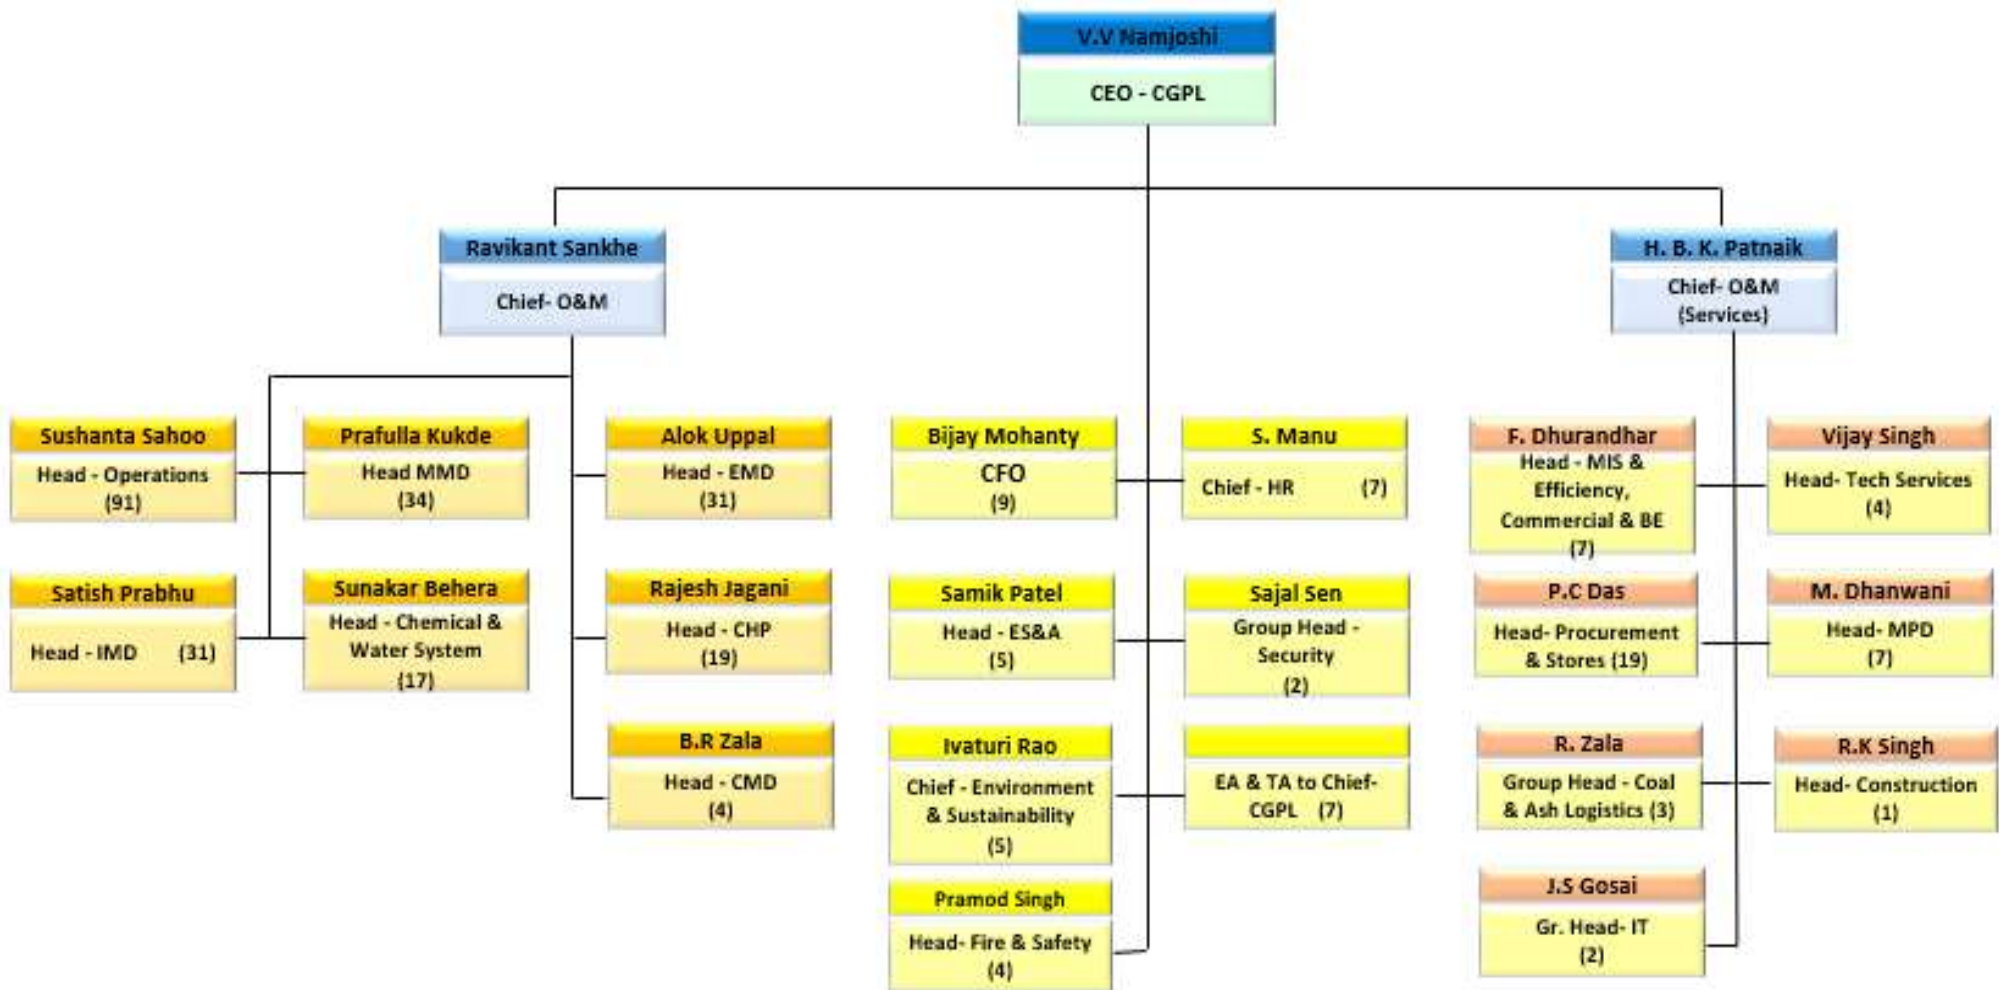 V.V Namjoshi
CEO - CGPL
Ravikant Sankhe
Chief- O&M
H. B. K. Patnaik
Chief- O&M
(Services)
Sushanta Sahoo
Head - Operations
(91)
Prafulla Kukde
Head MMD
(34)
Alok Uppal
Head - EMD
(31)
Satish Prabhu
Head - IMD (31)
Sunakar Behera
Head - Chemical &
Water System
(17)
Rajesh Jagani
Head - CHP
(19)
B.R Zala
Head - CMD
(4)
Bijay Mohanty
CFO
(9)
S. Manu
Chief - HR (7)
Samik Patel
Head - ES&A
(5)
Sajal Sen
Group Head -
Security
(2)
Ivaturi Rao
Chief - Environment
& Sustainability
(5)
EA & TA to Chief-
CGPL (7)
Pramod Singh
Head- Fire & Safety
(4)
F. Dhurandhar
Head - MIS &
Efficiency,
Commercial & BE
(7)
Vijay Singh
Head- Tech Services
(4)
P.C Das
Head- Procurement
& Stores (19)
M. Dhanwani
Head- MPD
(7)
R. Zala
Group Head - Coal
& Ash Logistics (3)
R.K Singh
Head- Construction
(1)
J.S Gosai
Gr. Head- IT
(2)